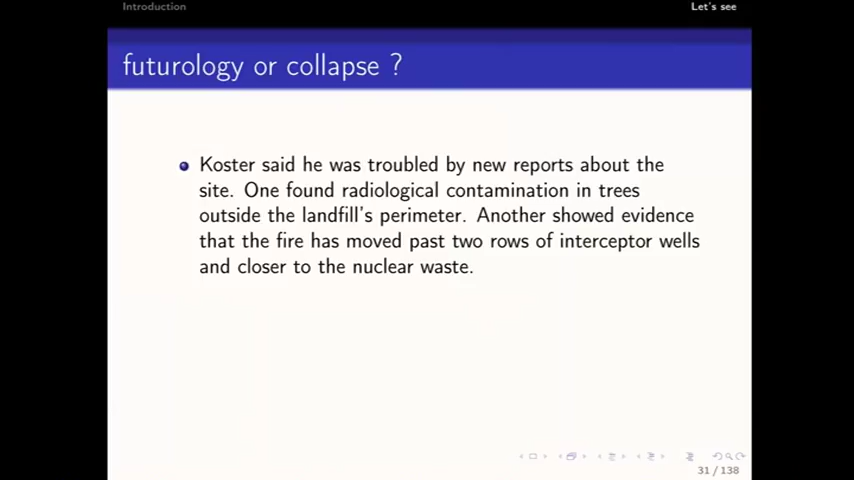 Introduction
Let's see
futurology or collapse ?
Koster said he was troubled by new reports about the
site. One found radiological contamination in trees
outside the landfill's perimeter. Another showed evidence
that the fire has moved past two rows of interceptor wells
and closer to the nuclear waste.
31 / 138